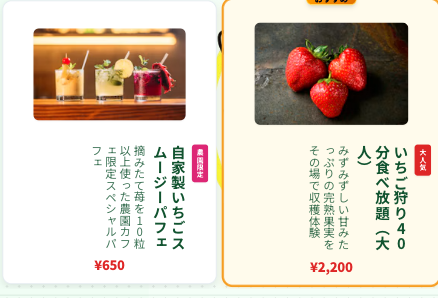 農園限定
自家製いちごス
ムージーパフェ
摘みたて苺を10粒
以上使った農園カフ
ェ限定スペシャルパ
フェ
¥650
大人気
いちご狩り40
分食べ放題（大
人）
みずみずしい甘みた
っぷりの完熟果実を
その場で収穫体験
¥2,200